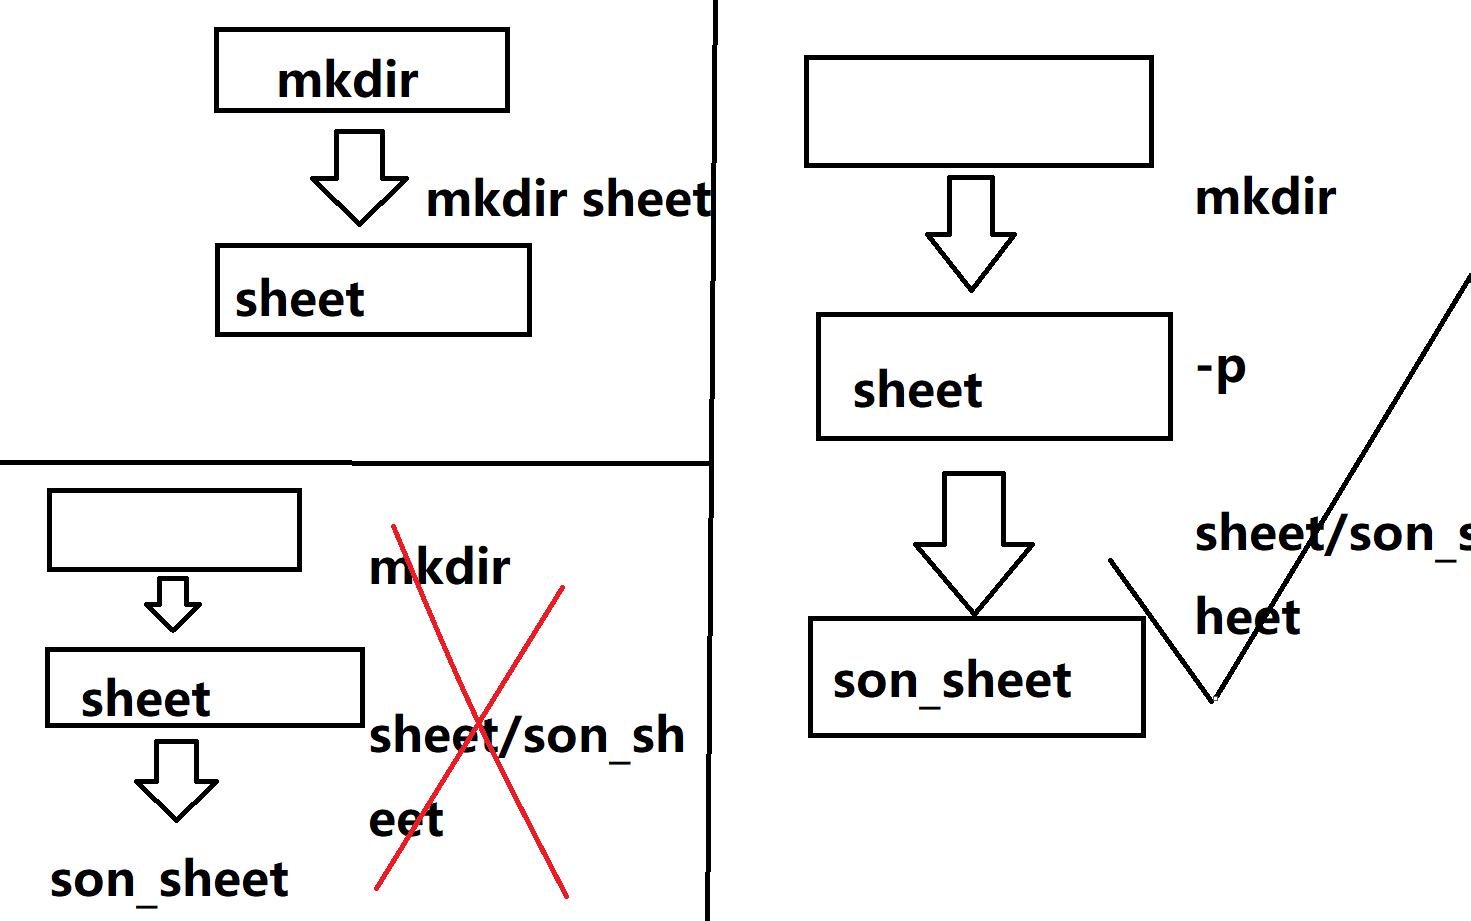 mkdir
mkdir sheet
sheet
mkdir
sheet
sheet/son_sh
eet
son_sheet
mkdir
-p
sheet
sheet/son_s
heet
son_sheet